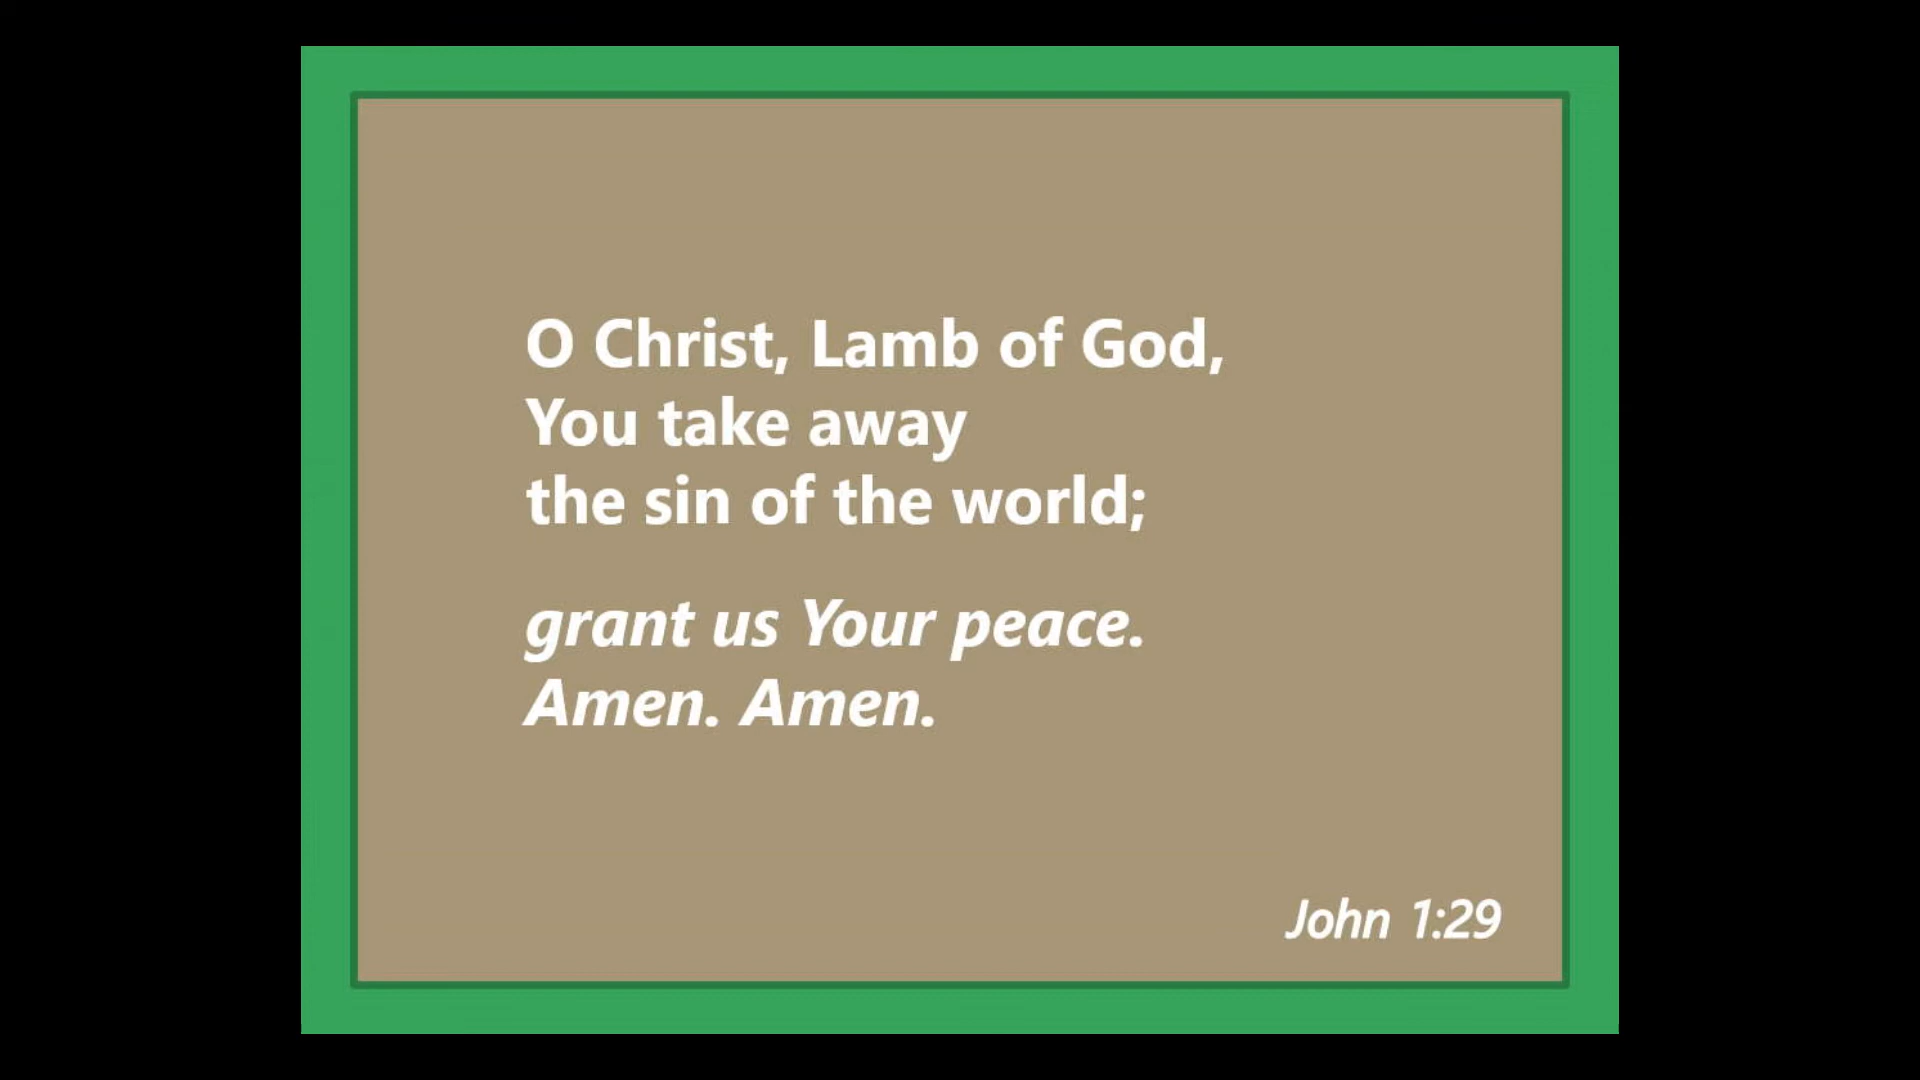 O Christ, Lamb of God,
You take away
the sin of the world;
grant us Your peace.
Amen. Amen.
John 1:29